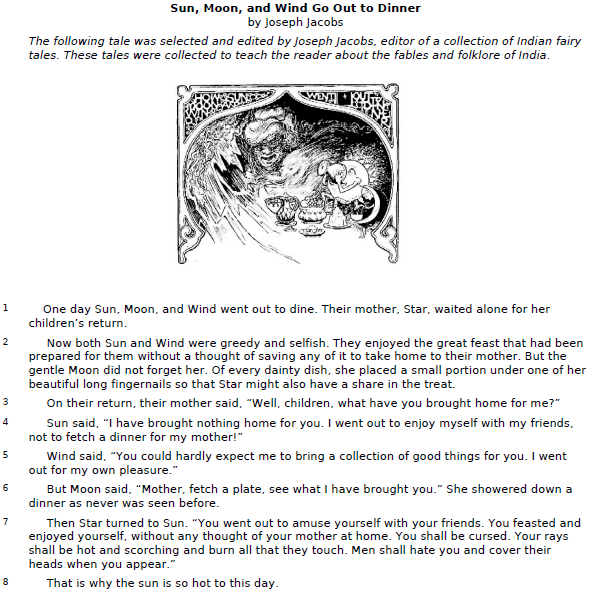 Sun, Moon, and Wind Go Out to Dinner
by Joseph Jacobs
The following tale was selected and edited by Joseph Jacobs, editor of a collection of Indian fairy
tales. These tales were collected to teach the reader about the fables and folklore of India.
1 One day Sun, Moon, and Wind went out to dine. Their mother, Star, waited alone for her
children’s return.
2 Now both Sun and Wind were greedy and selfish. They enjoyed the great feast that had been
prepared for them without a thought of saving any of it to take home to their mother. But the
gentle Moon did not forget her. Of every dainty dish, she placed a small portion under one of her
beautiful long fingernails so that Star might also have a share in the treat.
3 On their return, their mother said, “Well, children, what have you brought home for me?”
4 Sun said, “I have brought nothing home for you. I went out to enjoy myself with my friends,
not to fetch a dinner for my mother!”
5 Wind said, “You could hardly expect me to bring a collection of good things for you. I went
out for my own pleasure.”
6 But Moon said, “Mother, fetch a plate, see what I have brought you.” She showered down a
dinner as never was seen before.
7 Then Star turned to Sun. “You went out to amuse yourself with your friends. You feasted and
enjoyed yourself, without any thought of your mother at home. You shall be cursed. Your rays
shall be hot and scorching and burn all that they touch. Men shall hate you and cover their
heads when you appear.”
8 That is why the sun is so hot to this day.